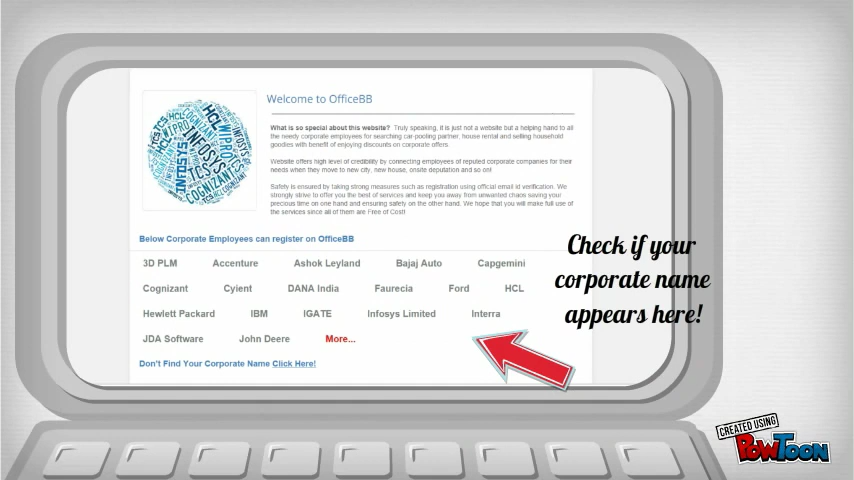 Welcome to OfficeBB
What is so special about this website? Truly speaking, it is just not a website but a helping hand to all
the needy corporate employees for searching car-pooling partner, house rental and selling household
goodies with benefit of enjoying discounts on corporate offers.
Website offers high level of credibility by connecting employees of reputed corporate companies for their
needs when they move to new city, new house, onsite deputation and so on!
Safety is ensured by taking strong measures such as registration using official email id verification. We
strongly strive to offer you the best of services and keep you away from unwanted chaos saving your
precious time on one hand and ensuring safely on the other hand. We hope that you will make full use of
the services since all of them are Free of Cost!
HCL WIPRO INFOSYS TCS COGNIZANT
Below Corporate Employees can register on OfficeBB
3D PLM Accenture Ashok Leyland Bajaj Auto Capgemini
Cognizant Cyient DANA India Faurecia Ford HCL
Hewlett Packard IBM IGATE Infosys Limited Interra
JDA Software John Deere More...
Don't Find Your Corporate Name Click Here!
Check if your
corporate name
appears here!
CREATED USING
POWTOON